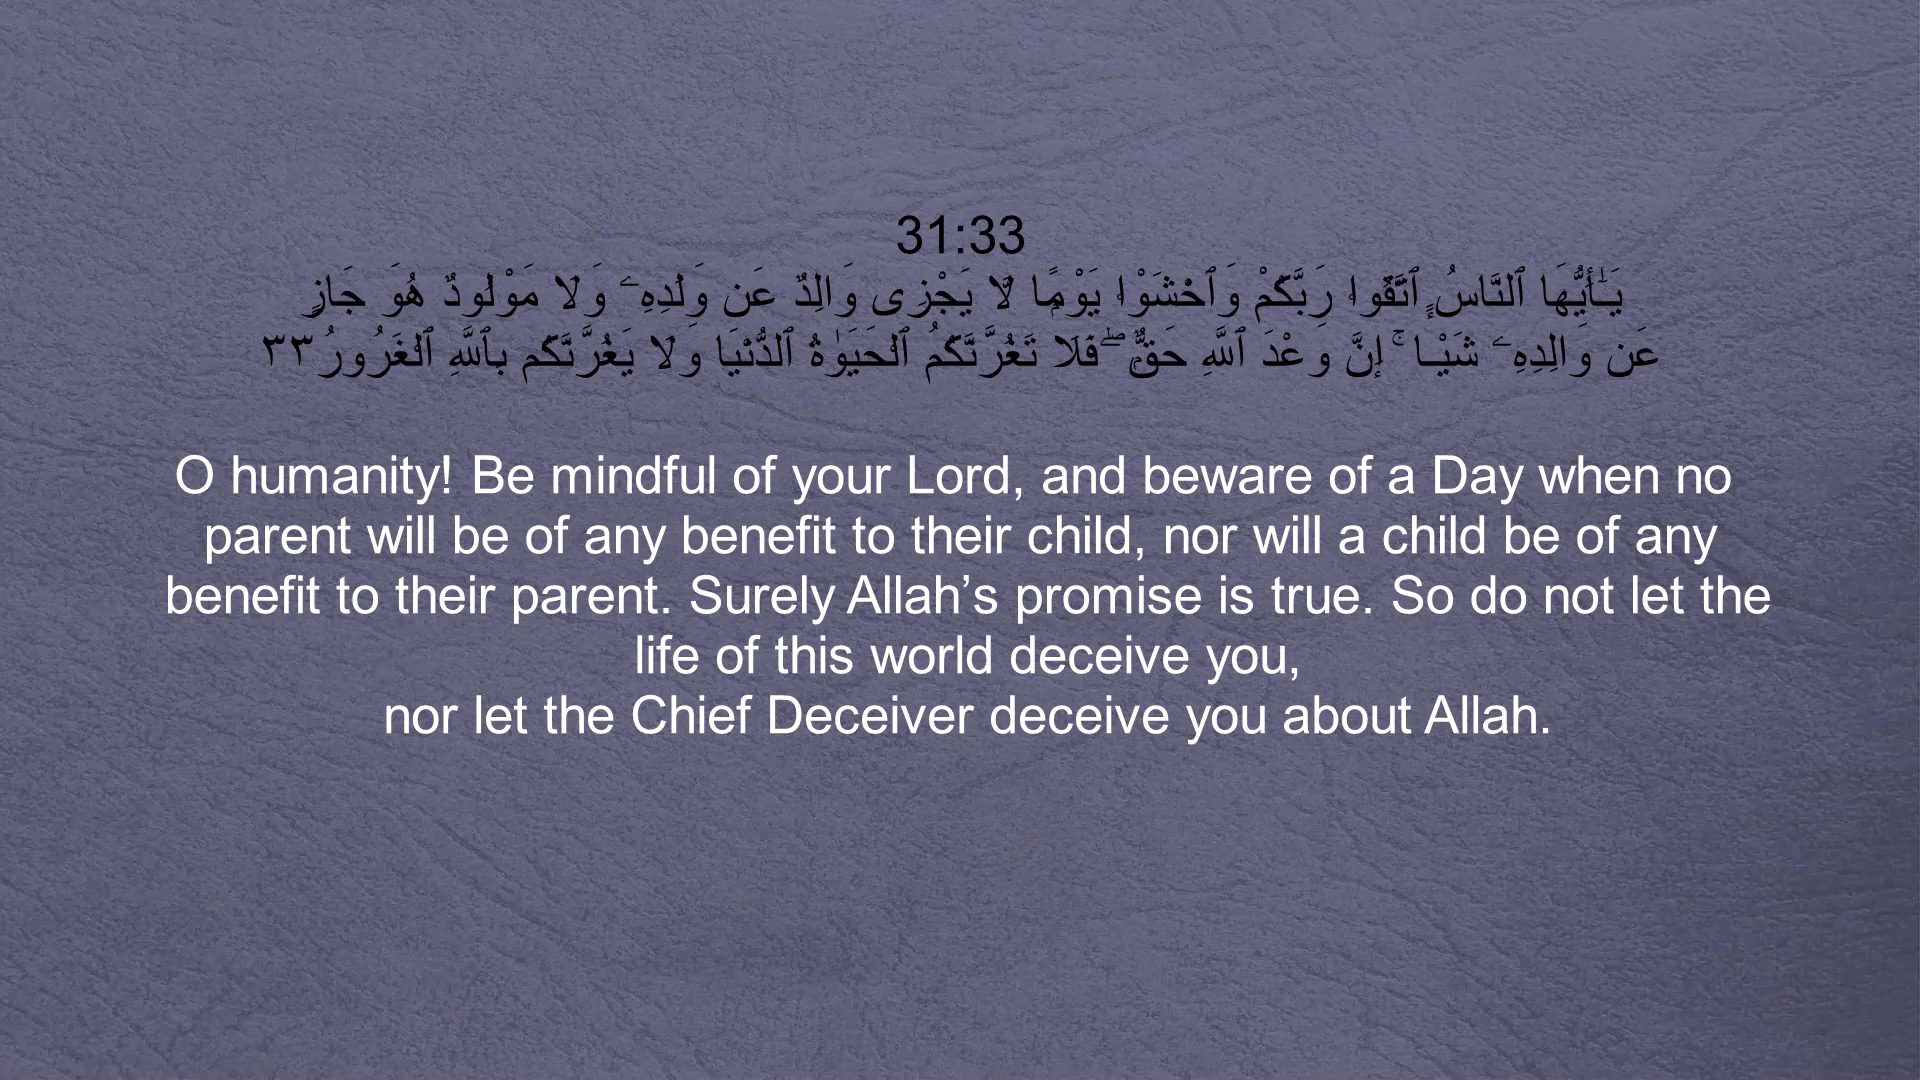 31:33
يَـٰٓأَيُّهَا ٱلنَّاسُ ٱتَّقُوا۟ رَبَّكُمْ وَٱخْشَوْا۟ يَوْمًۭا لَّا يَجْزِى وَالِدٌ عَن وَلَدِهِۦ وَلَا مَوْلُودٌ هُوَ جَازٍ
عَن وَالِدِهِۦ شَيْـًٔا ۚ إِنَّ وَعْدَ ٱللَّهِ حَقٌّۭ ۖ فَلَا تَغُرَّنَّكُمُ ٱلْحَيَوٰةُ ٱلدُّنْيَا وَلَا يَغُرَّنَّكُم بِٱللَّهِ ٱلْغَرُورُ ٣٣
O humanity! Be mindful of your Lord, and beware of a Day when no
parent will be of any benefit to their child, nor will a child be of any
benefit to their parent. Surely Allah’s promise is true. So do not let the
life of this world deceive you,
nor let the Chief Deceiver deceive you about Allah.